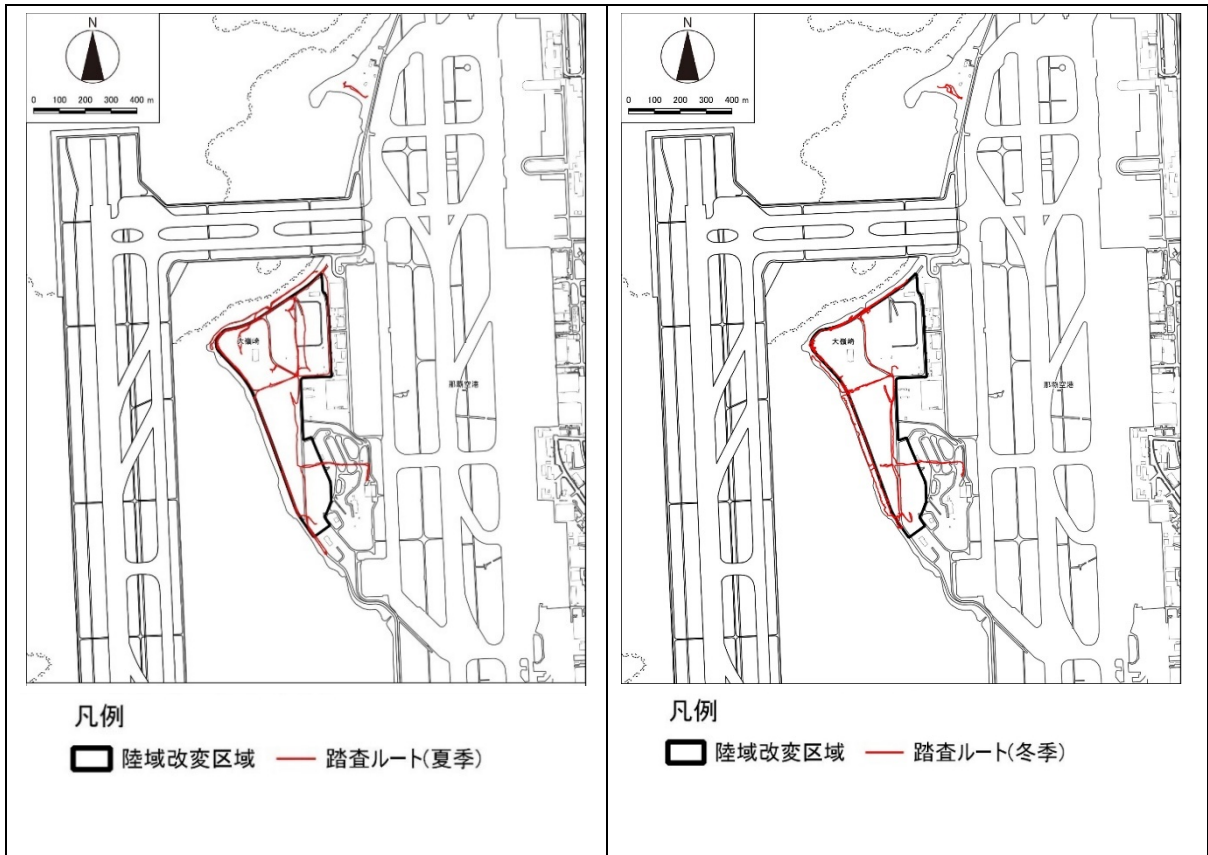 N
0 100 200 300 400 m
大嶺崎
那覇空港
凡例
陸域改変区域 踏査ルート(夏季)
N
0 100 200 300 400 m
大嶺崎
那覇空港
凡例
陸域改変区域 踏査ルート(冬季)